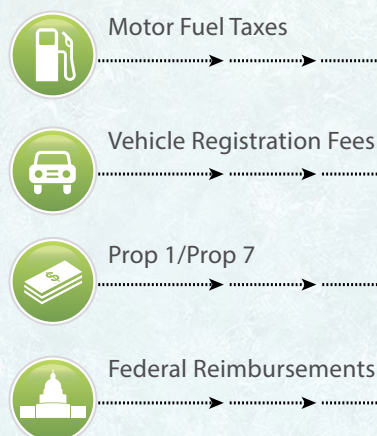 Motor Fuel Taxes
Vehicle Registration Fees
Prop 1/Prop 7
$
Federal Reimbursements